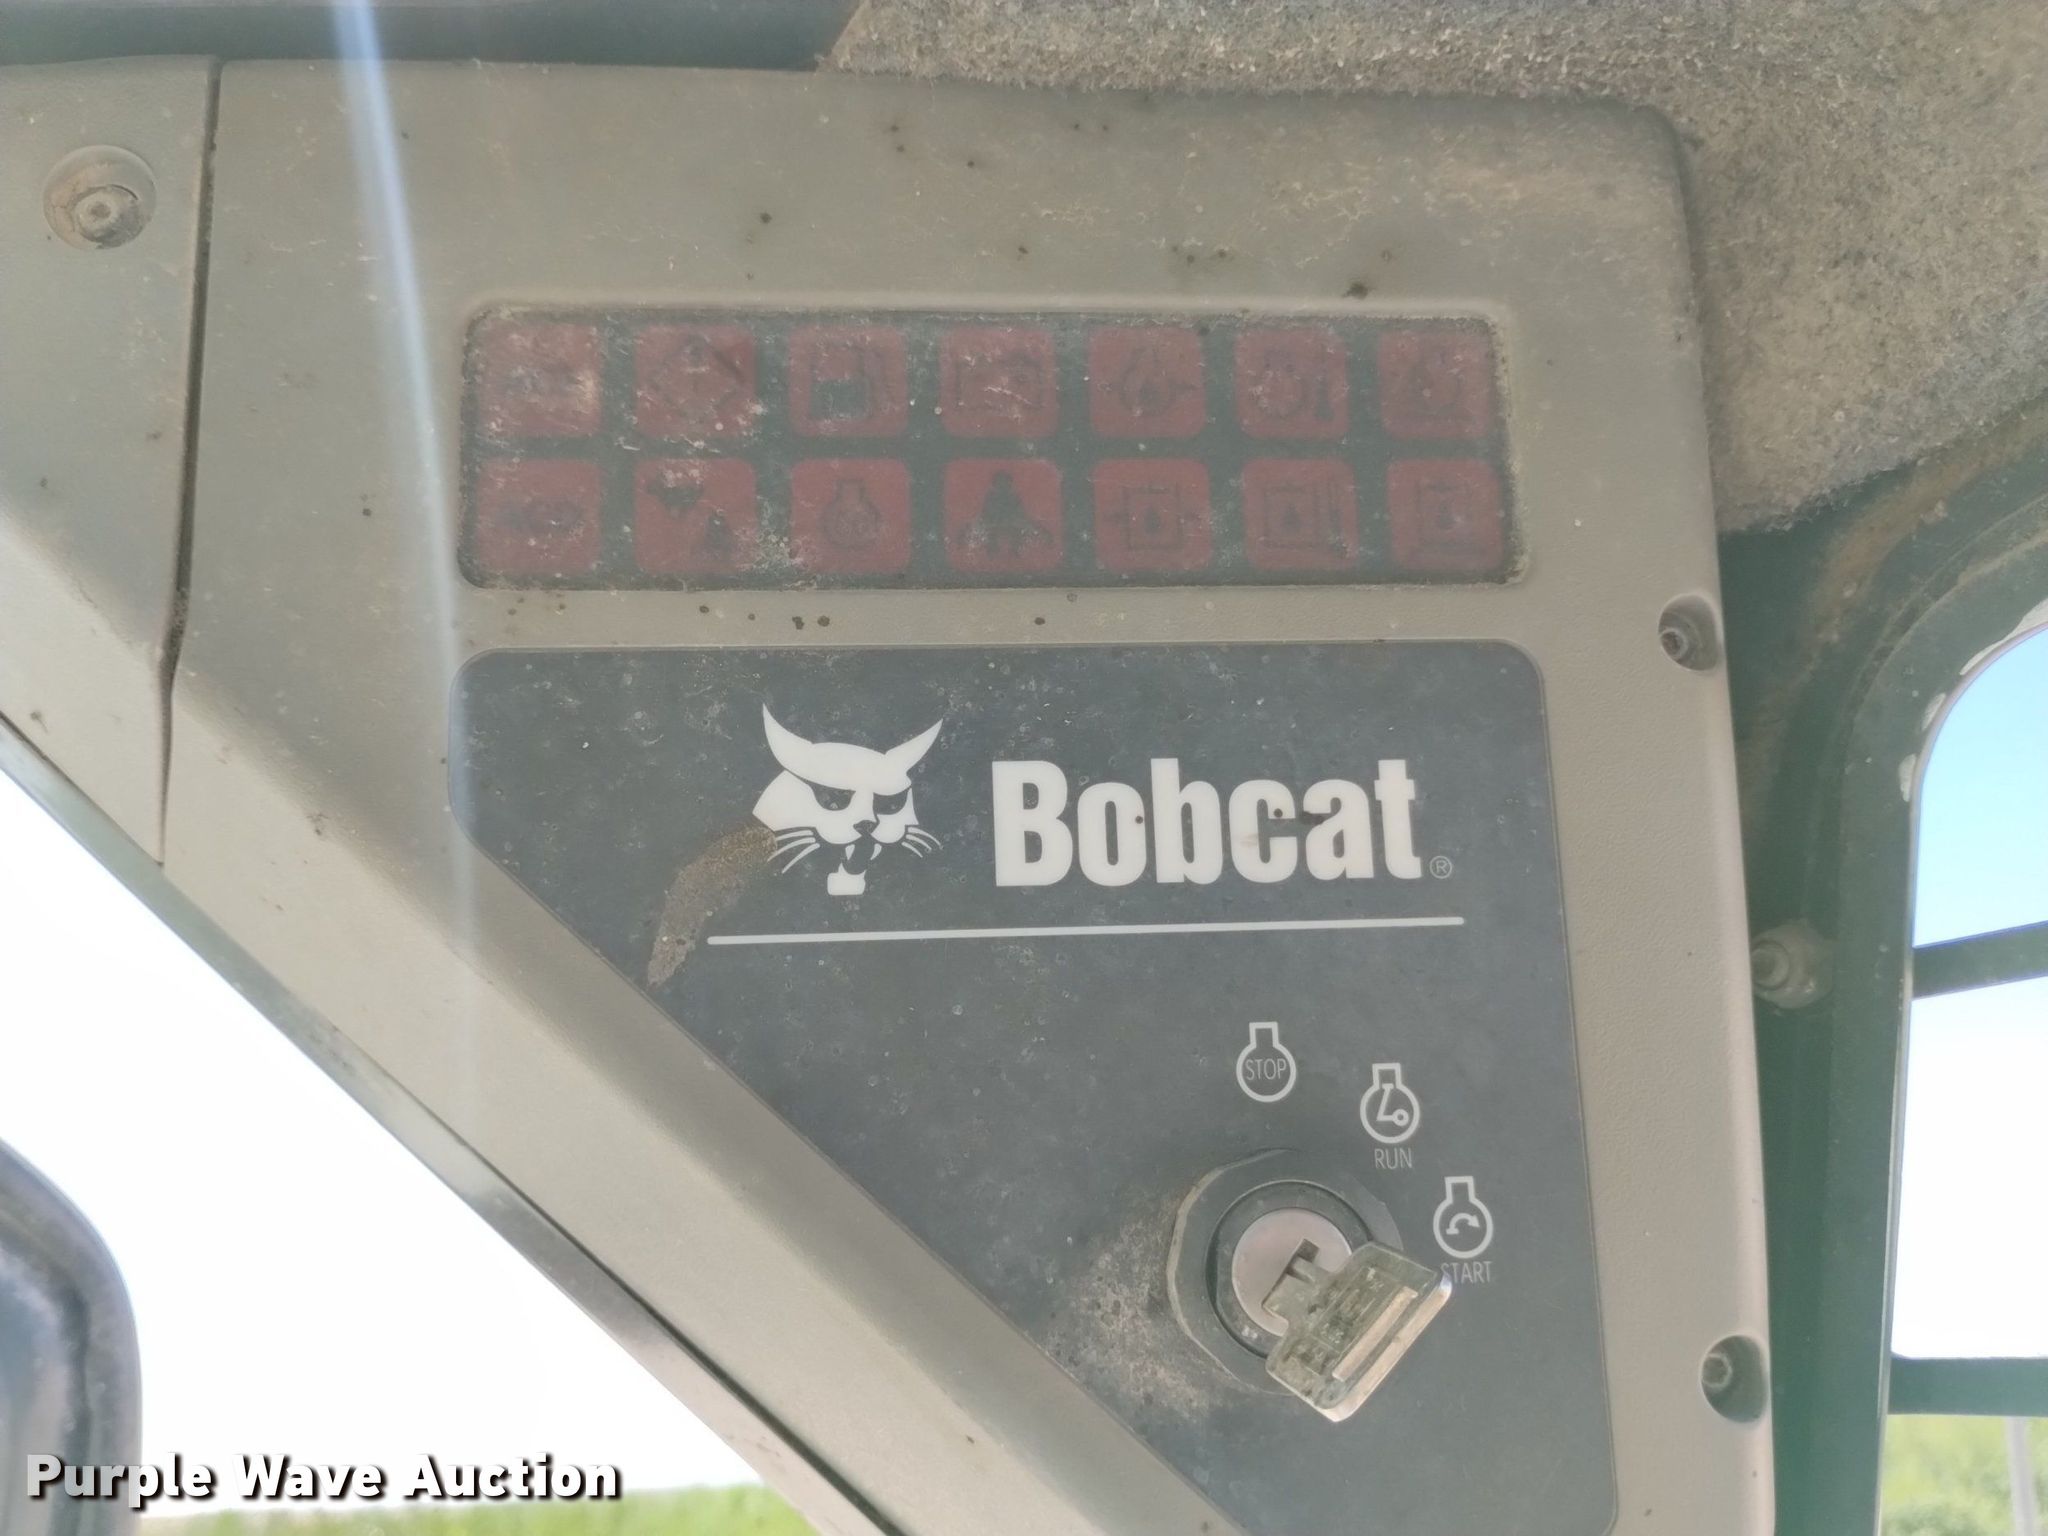 Bobcat®
STOP
RUN
START
Purple Wave Auction